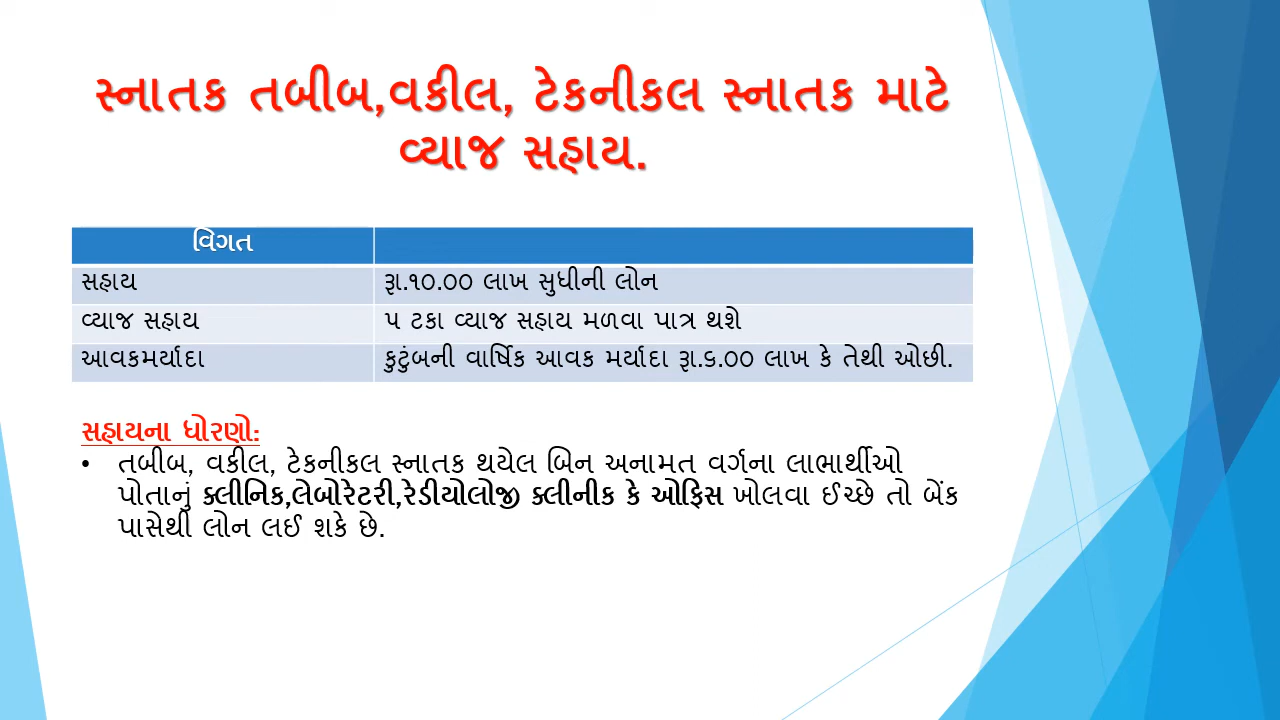 સ્નાતક તબીબ,વકીલ, ટેકનીકલ સ્નાતક માટે
વ્યાજ સહાય.
વિગત
સહાય રૂા.૧૦.૦૦ લાખ સુધીની લોન
વ્યાજ સહાય ૫ ટકા વ્યાજ સહાય મળવા પાત્ર થશે
આવકમર્યાદા કુટુંબની વાર્ષિક આવક મર્યાદા રૂા.૬.૦૦ લાખ કે તેથી ઓછી.
સહાયના ધોરણો:
• તબીબ, વકીલ, ટેકનીકલ સ્નાતક થયેલ બિન અનામત વર્ગના લાભાર્થીઓ
પોતાનું ક્લીનિક,લેબોરેટરી,રેડીયોલોજી ક્લીનીક કે ઓફિસ ખોલવા ઈચ્છે તો બેંક
પાસેથી લોન લઈ શકે છે.